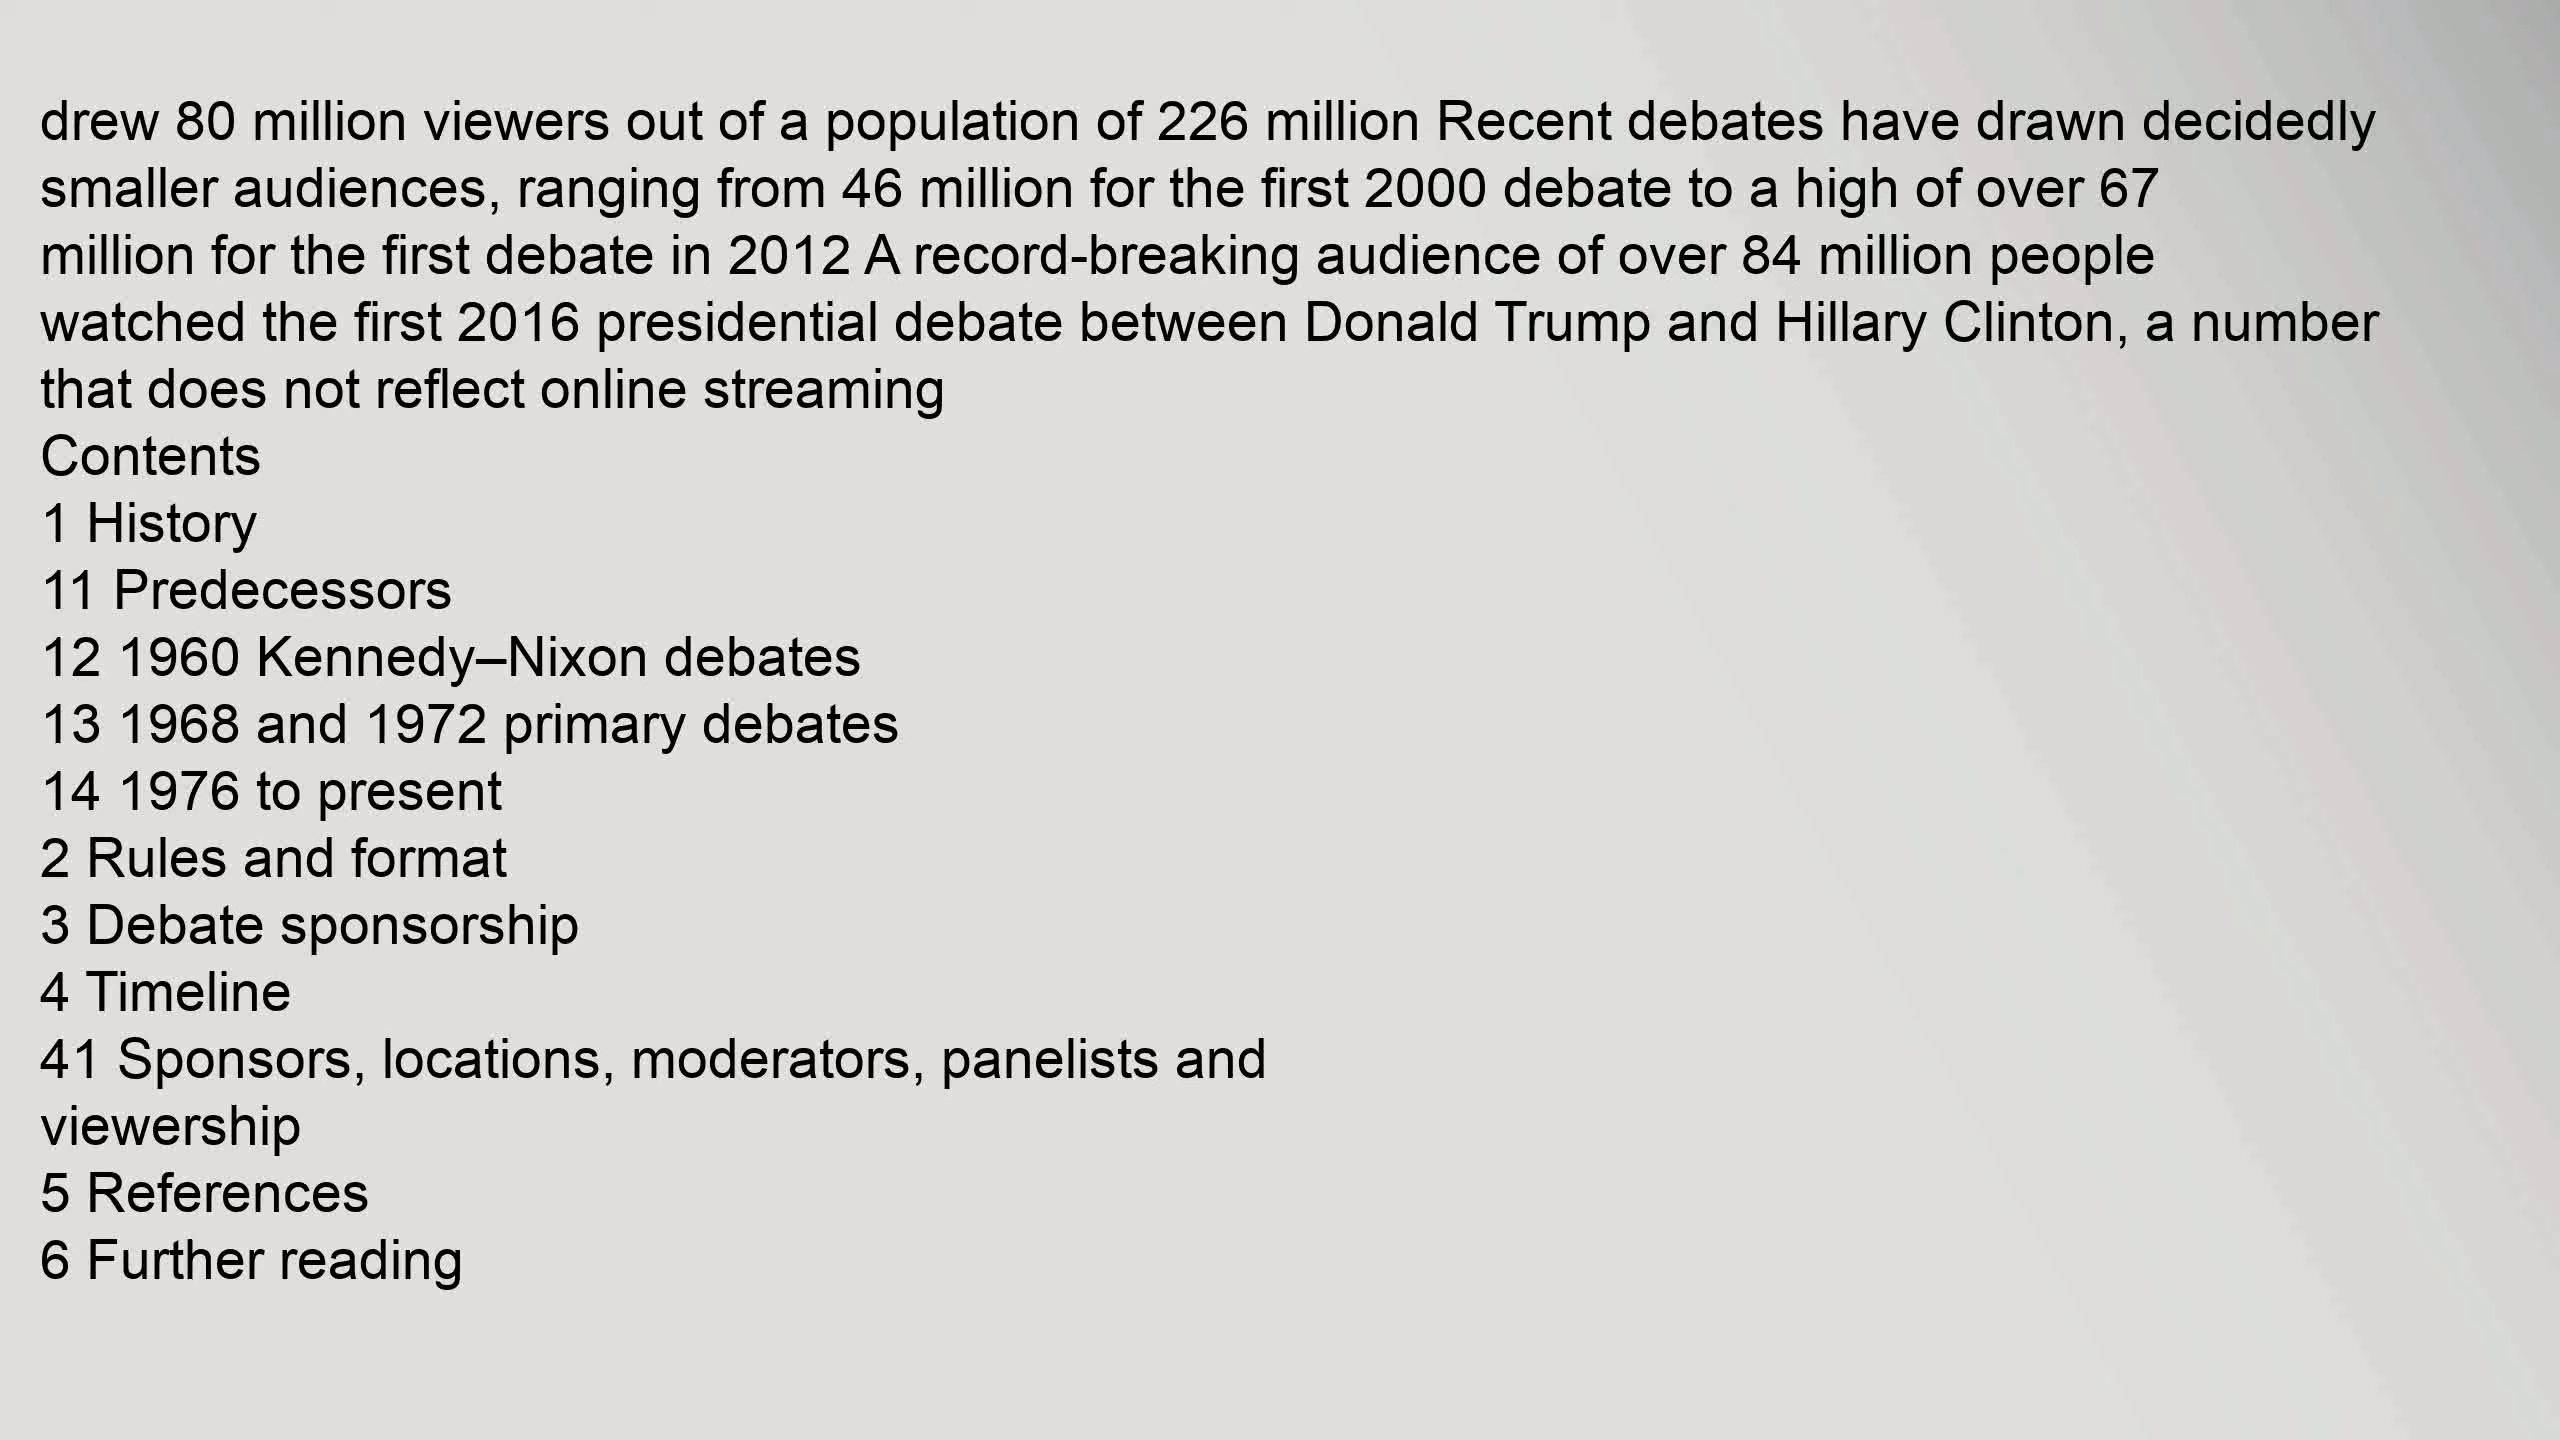 drew 80 million viewers out of a population of 226 million Recent debates have drawn decidedly
smaller audiences, ranging from 46 million for the first 2000 debate to a high of over 67
million for the first debate in 2012 A record-breaking audience of over 84 million people
watched the first 2016 presidential debate between Donald Trump and Hillary Clinton, a number
that does not reflect online streaming
Contents
1 History
11 Predecessors
12 1960 Kennedy–Nixon debates
13 1968 and 1972 primary debates
14 1976 to present
2 Rules and format
3 Debate sponsorship
4 Timeline
41 Sponsors, locations, moderators, panelists and
viewership
5 References
6 Further reading